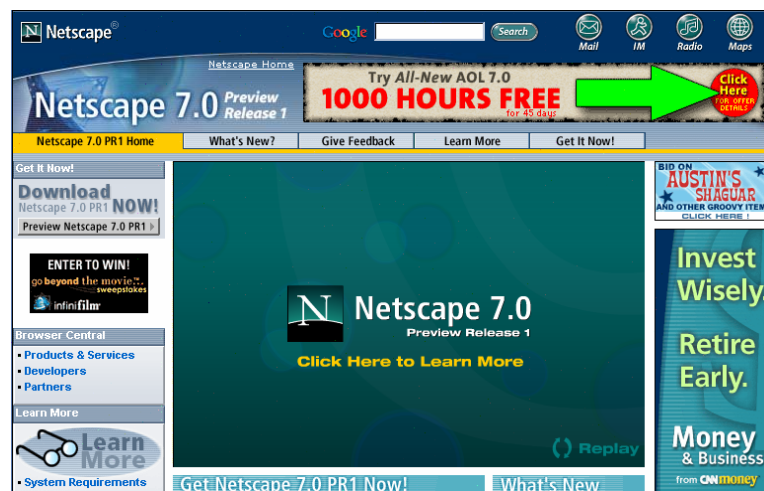 Netscape®
Google
Search
Mail
IM
Radio
Maps
Netscape Home
Netscape 7.0 Preview Release 1
Try All-New AOL 7.0
1000 HOURS FREE
for 45 days
Click
Here
FOR OFFER
DETAILS
Netscape 7.0 PR1 Home
What's New?
Give Feedback
Learn More
Get It Now!
Get It Now!
Download
Netscape 7.0 PR1 NOW!
Preview Netscape 7.0 PR1
ENTER TO WIN!
go beyond the movie...
sweepstakes
infinifilm
Browser Central
Products & Services
Developers
Partners
Learn More
Learn
More
System Requirements
N Netscape 7.0
Preview Release 1
Click Here to Learn More
Replay
Get Netscape 7.0 PR1 Now!
What's New
BID ON
AUSTIN'S
SHAGUAR
AND OTHER GROOVY ITEM
CLICK HERE !
Invest
Wisely.
Retire
Early.
Money
& Business
from CNN money